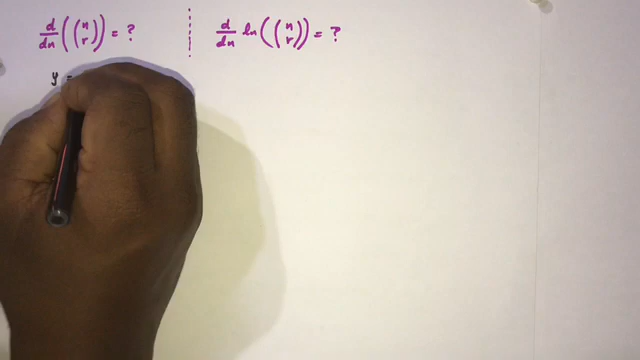 d/dn ((n r)) = ?
d/dn ln((n r)) = ?
y =